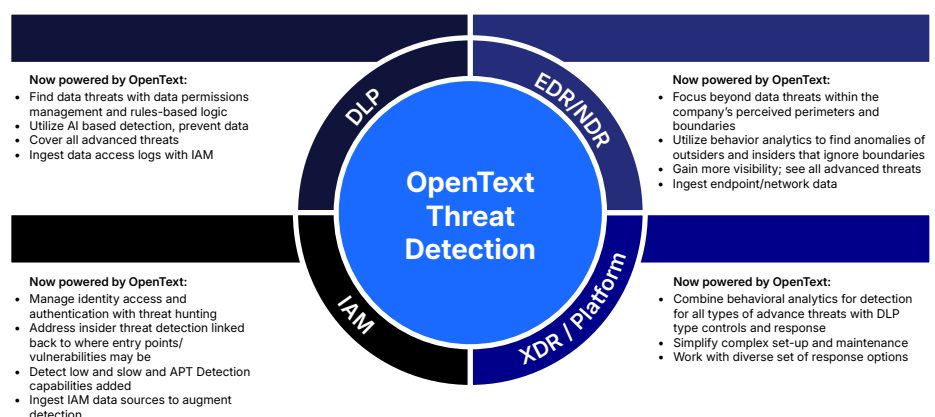 Now powered by OpenText:
• Find data threats with data permissions
management and rules-based logic
• Utilize AI based detection, prevent data
• Cover all advanced threats
• Ingest data access logs with IAM
DLP
EDR/NDR
Now powered by OpenText:
• Focus beyond data threats within the
company’s perceived perimeters and
boundaries
• Utilize behavior analytics to find anomalies of
outsiders and insiders that ignore boundaries
• Gain more visibility; see all advanced threats
• Ingest endpoint/network data
OpenText
Threat
Detection
Now powered by OpenText:
• Manage identity access and
authentication with threat hunting
• Address insider threat detection linked
back to where entry points/
vulnerabilities may be
• Detect low and slow and APT Detection
capabilities added
• Ingest IAM data sources to augment
detection
IAM
XDR / Platform
Now powered by OpenText:
• Combine behavioral analytics for detection
for all types of advance threats with DLP
type controls and response
• Simplify complex set-up and maintenance
• Work with diverse set of response options